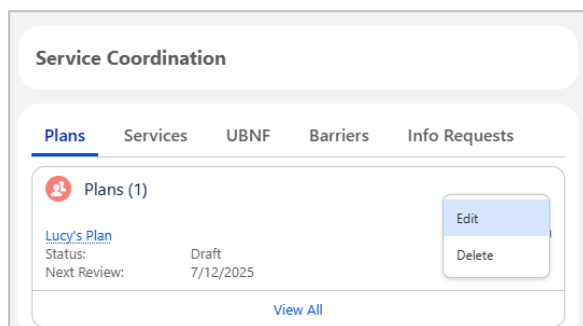 Service Coordination
Plans Services UBNF Barriers Info Requests
Plans (1)
Edit
Lucy's Plan
Status: Draft
Delete
Next Review: 7/12/2025
View All